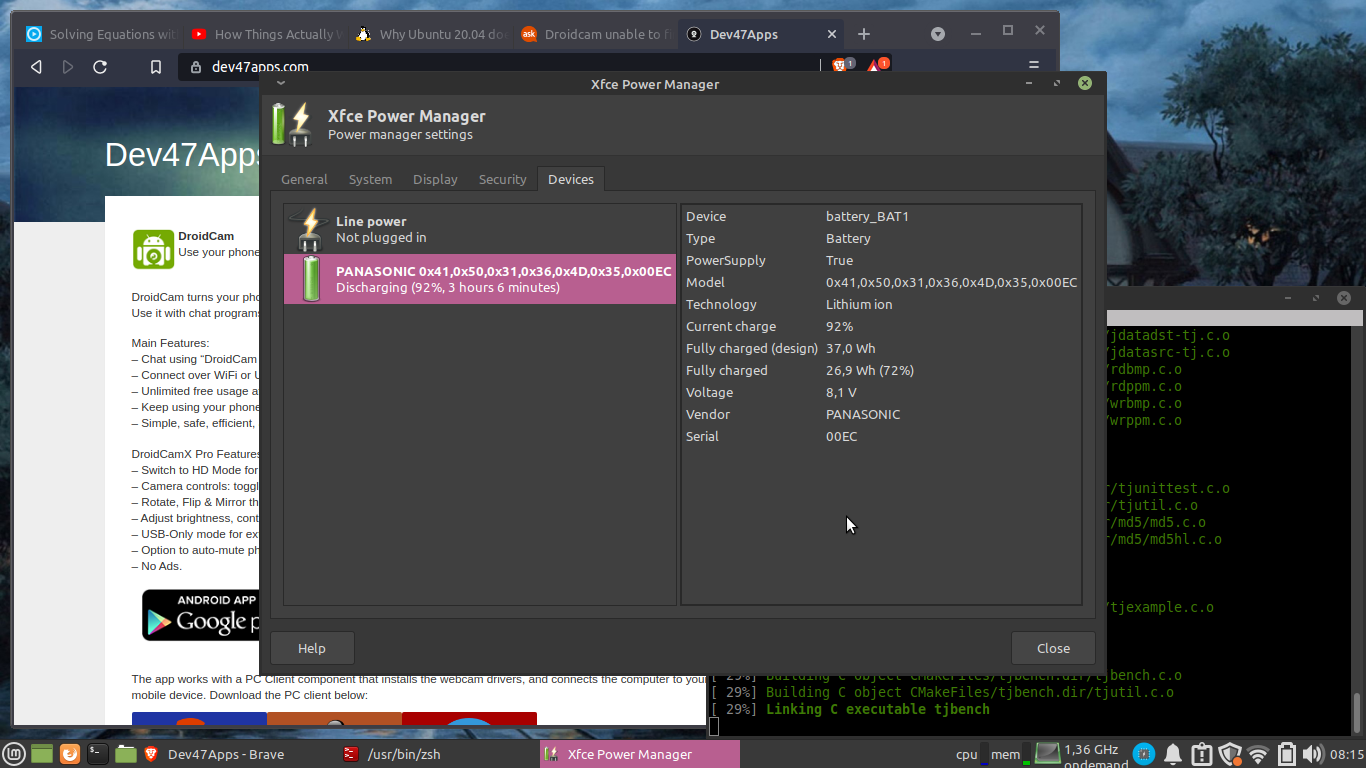 Solving Equations wit
How Things Actually W
Why Ubuntu 20.04 do
Droidcam unable to f
Dev47Apps
dev47apps.com
1
1
Xfce Power Manager
Xfce Power Manager
Power manager settings
General
System
Display
Security
Devices
Line power
Not plugged in
PANASONIC 0x41,0x50,0x31,0x36,0x4D,0x35,0x00EC
Discharging (92%, 3 hours 6 minutes)
Device battery_BAT1
Type Battery
PowerSupply True
Model 0x41,0x50,0x31,0x36,0x4D,0x35,0x00EC
Technology Lithium ion
Current charge 92%
Fully charged (design) 37,0 Wh
Fully charged 26,9 Wh (72%)
Voltage 8,1 V
Vendor PANASONIC
Serial 00EC
Help
Close
Dev47Apps
DroidCam
Use your phone
DroidCam turns your pho
Use it with chat programs
Main Features:
– Chat using “DroidCam
– Connect over WiFi or U
– Unlimited free usage a
– Keep using your phone
– Simple, safe, efficient,
DroidCamX Pro Features
– Switch to HD Mode for
– Camera controls: toggl
– Rotate, Flip & Mirror th
– Adjust brightness, cont
– USB-Only mode for ex
– Option to auto-mute ph
– No Ads.
ANDROID APP
Google p
The app works with a PC Client component that installs the webcam drivers, and connects the computer to your
mobile device. Download the PC client below:
/jdatadst-tj.c.o
/jdatasrc-tj.c.o
/rdbmp.c.o
/rdppm.c.o
/wrbmp.c.o
/wrppm.c.o
r/tjunittest.c.o
r/tjutil.c.o
r/md5/md5.c.o
r/md5/md5hl.c.o
/tjexample.c.o
[ 29%] Building C object CMakeFiles/tjbench.dir/tjbench.c.o
[ 29%] Building C object CMakeFiles/tjbench.dir/tjutil.c.o
[ 29%] Linking C executable tjbench
Dev47Apps - Brave
/usr/bin/zsh
Xfce Power Manager
cpu
mem
1,36 GHz
ondemand
08:15